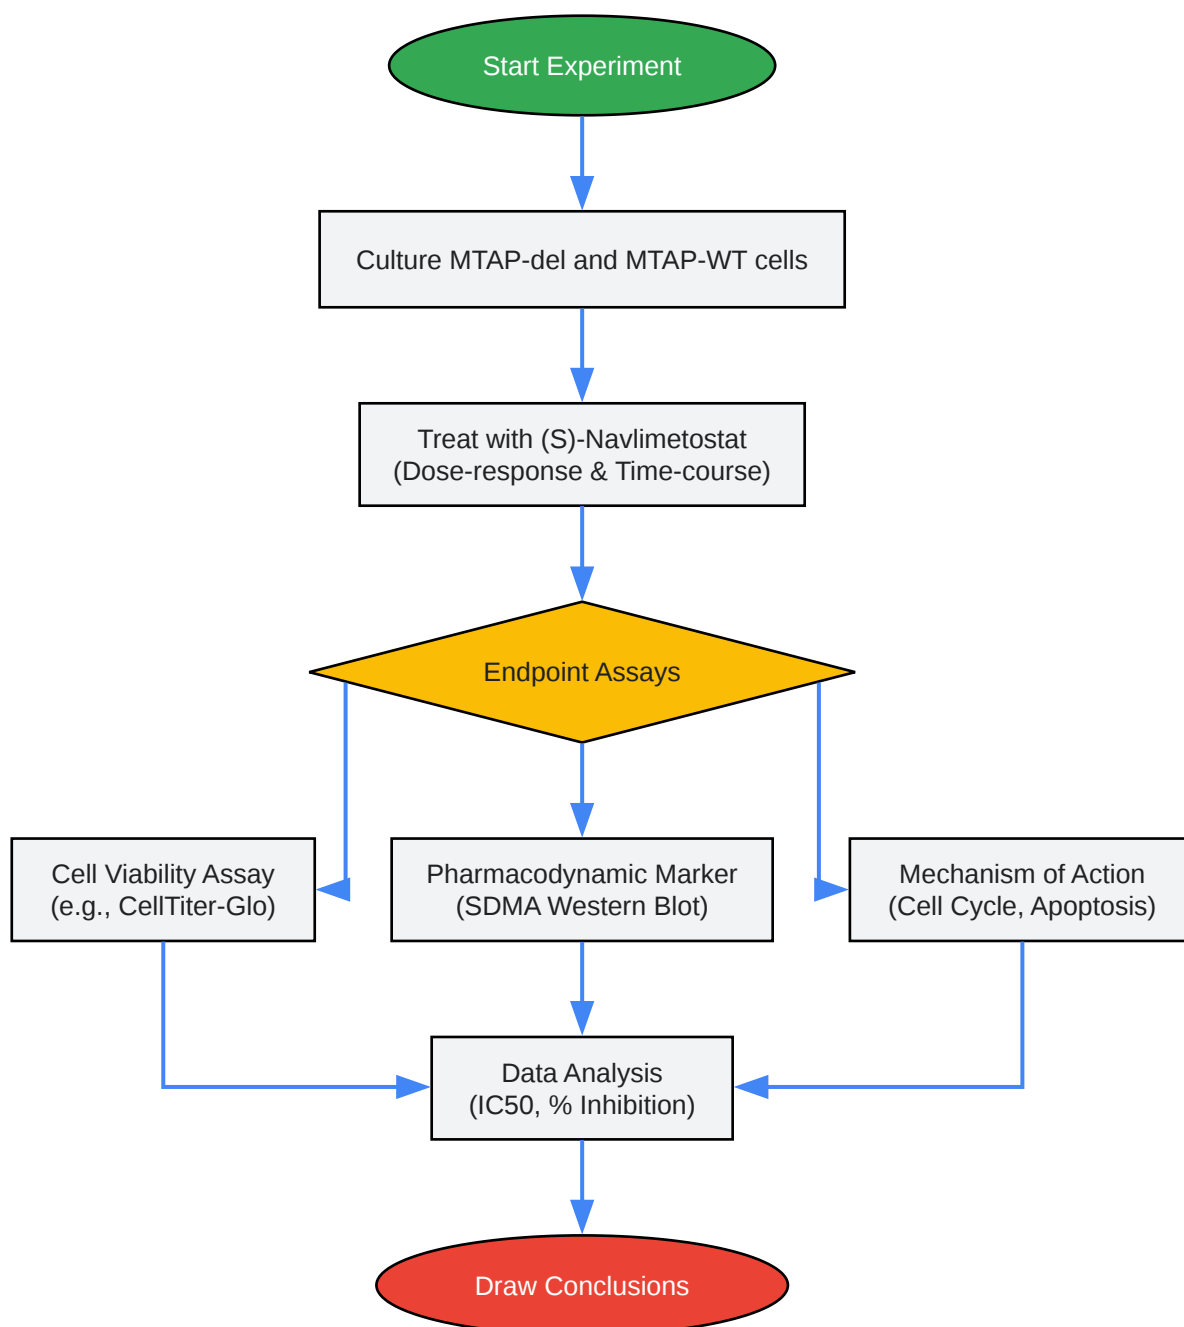 Start Experiment
Culture MTAP-del and MTAP-WT cells
Treat with (S)-Navlimetostat
(Dose-response & Time-course)
Endpoint Assays
Cell Viability Assay
(e.g., CellTiter-Glo)
Pharmacodynamic Marker
(SDMA Western Blot)
Mechanism of Action
(Cell Cycle, Apoptosis)
Data Analysis
(IC50, % Inhibition)
Draw Conclusions